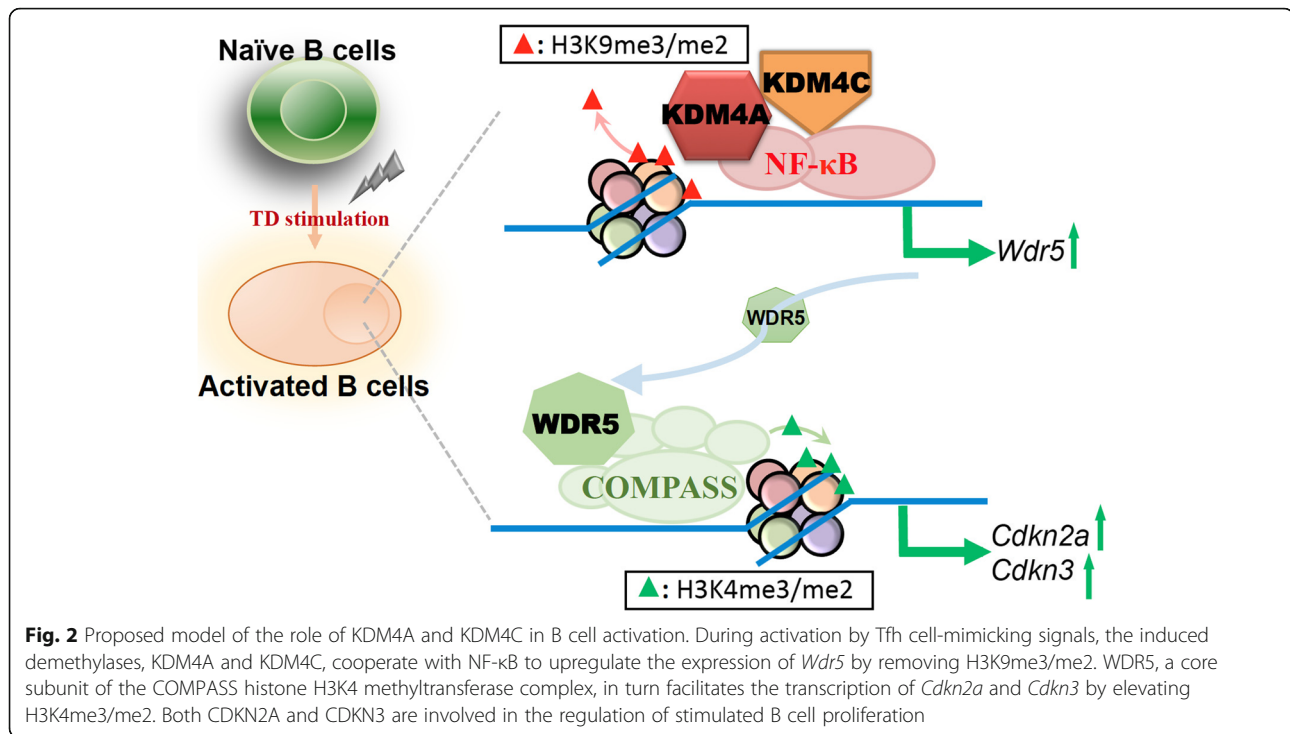 Naïve B cells
TD stimulation
Activated B cells
▲: H3K9me3/me2
KDM4A
KDM4C
NF-κB
Wdr5
WDR5
WDR5
COMPASS
Cdkn2a
Cdkn3
▲: H3K4me3/me2
Fig. 2 Proposed model of the role of KDM4A and KDM4C in B cell activation. During activation by Tfh cell-mimicking signals, the induced
demethylases, KDM4A and KDM4C, cooperate with NF-κB to upregulate the expression of Wdr5 by removing H3K9me3/me2. WDR5, a core
subunit of the COMPASS histone H3K4 methyltransferase complex, in turn facilitates the transcription of Cdkn2a and Cdkn3 by elevating
H3K4me3/me2. Both CDKN2A and CDKN3 are involved in the regulation of stimulated B cell proliferation